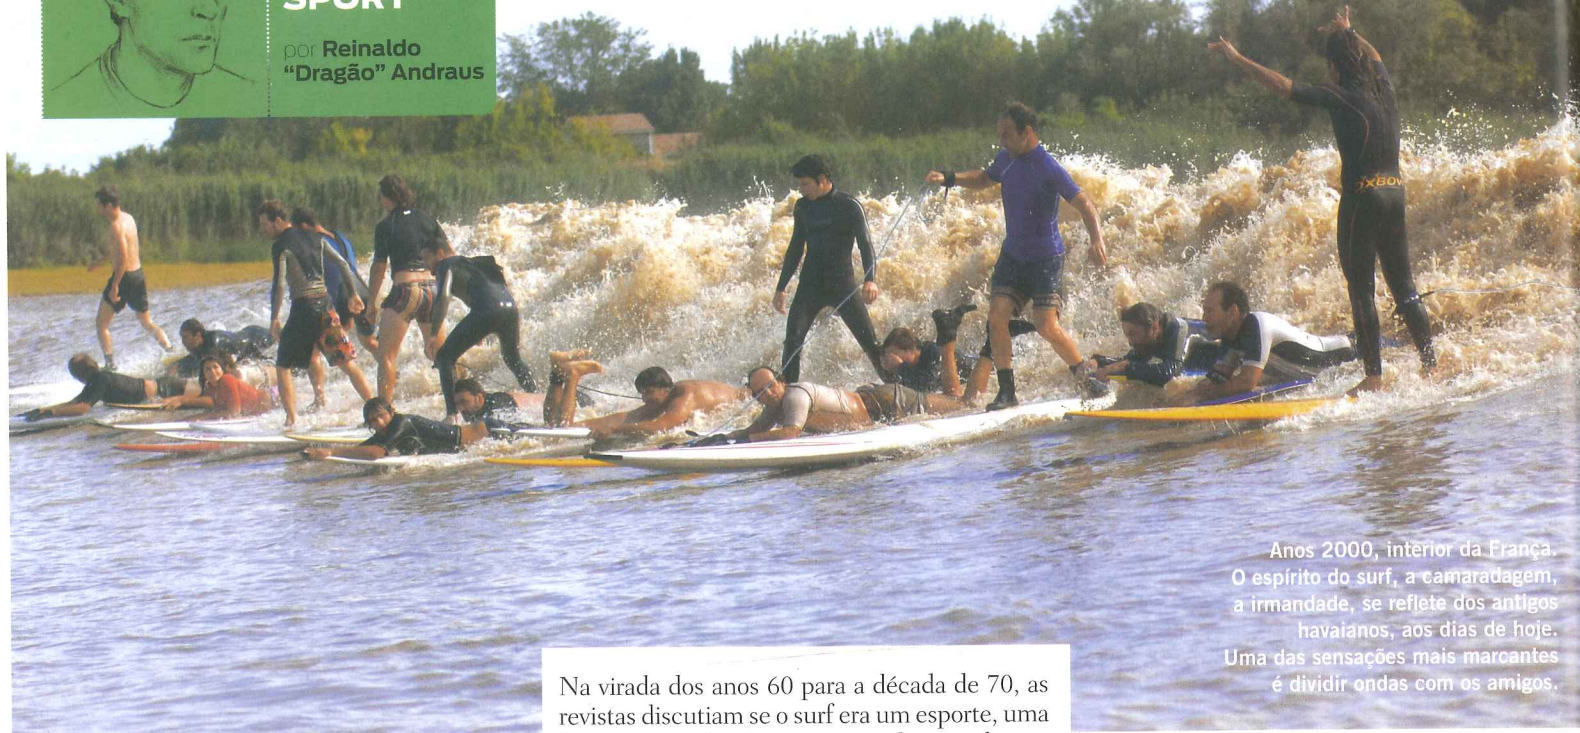 SPORT
por Reinaldo
“Dragão” Andraus
OXBOW
Anos 2000, interior da França.
O espírito do surf, a camaradagem,
a irmandade, se reflete dos antigos
havaianos, aos dias de hoje.
Uma das sensações mais marcantes
é dividir ondas com os amigos.
Na virada dos anos 60 para a década de 70, as
revistas discutiam se o surf era um esporte, uma